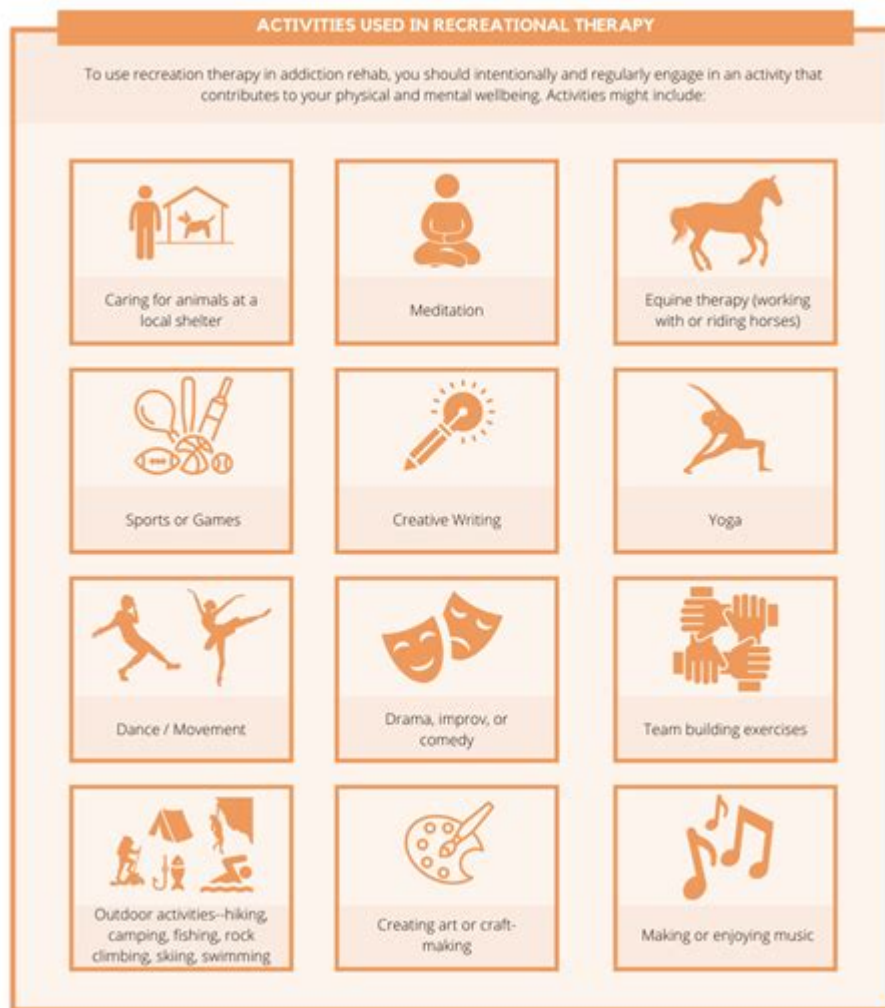 ACTIVITIES USED IN RECREATIONAL THERAPY
To use recreation therapy in addiction rehab, you should intentionally and regularly engage in an activity that
contributes to your physical and mental wellbeing. Activities might include:
Caring for animals at a
local shelter
Meditation
Equine therapy (working
with or riding horses)
Sports or Games
Creative Writing
Yoga
Dance / Movement
Drama, improv, or
comedy
Team building exercises
Outdoor activities--hiking,
camping, fishing, rock
climbing, skiing, swimming
Creating art or craft-
making
Making or enjoying music